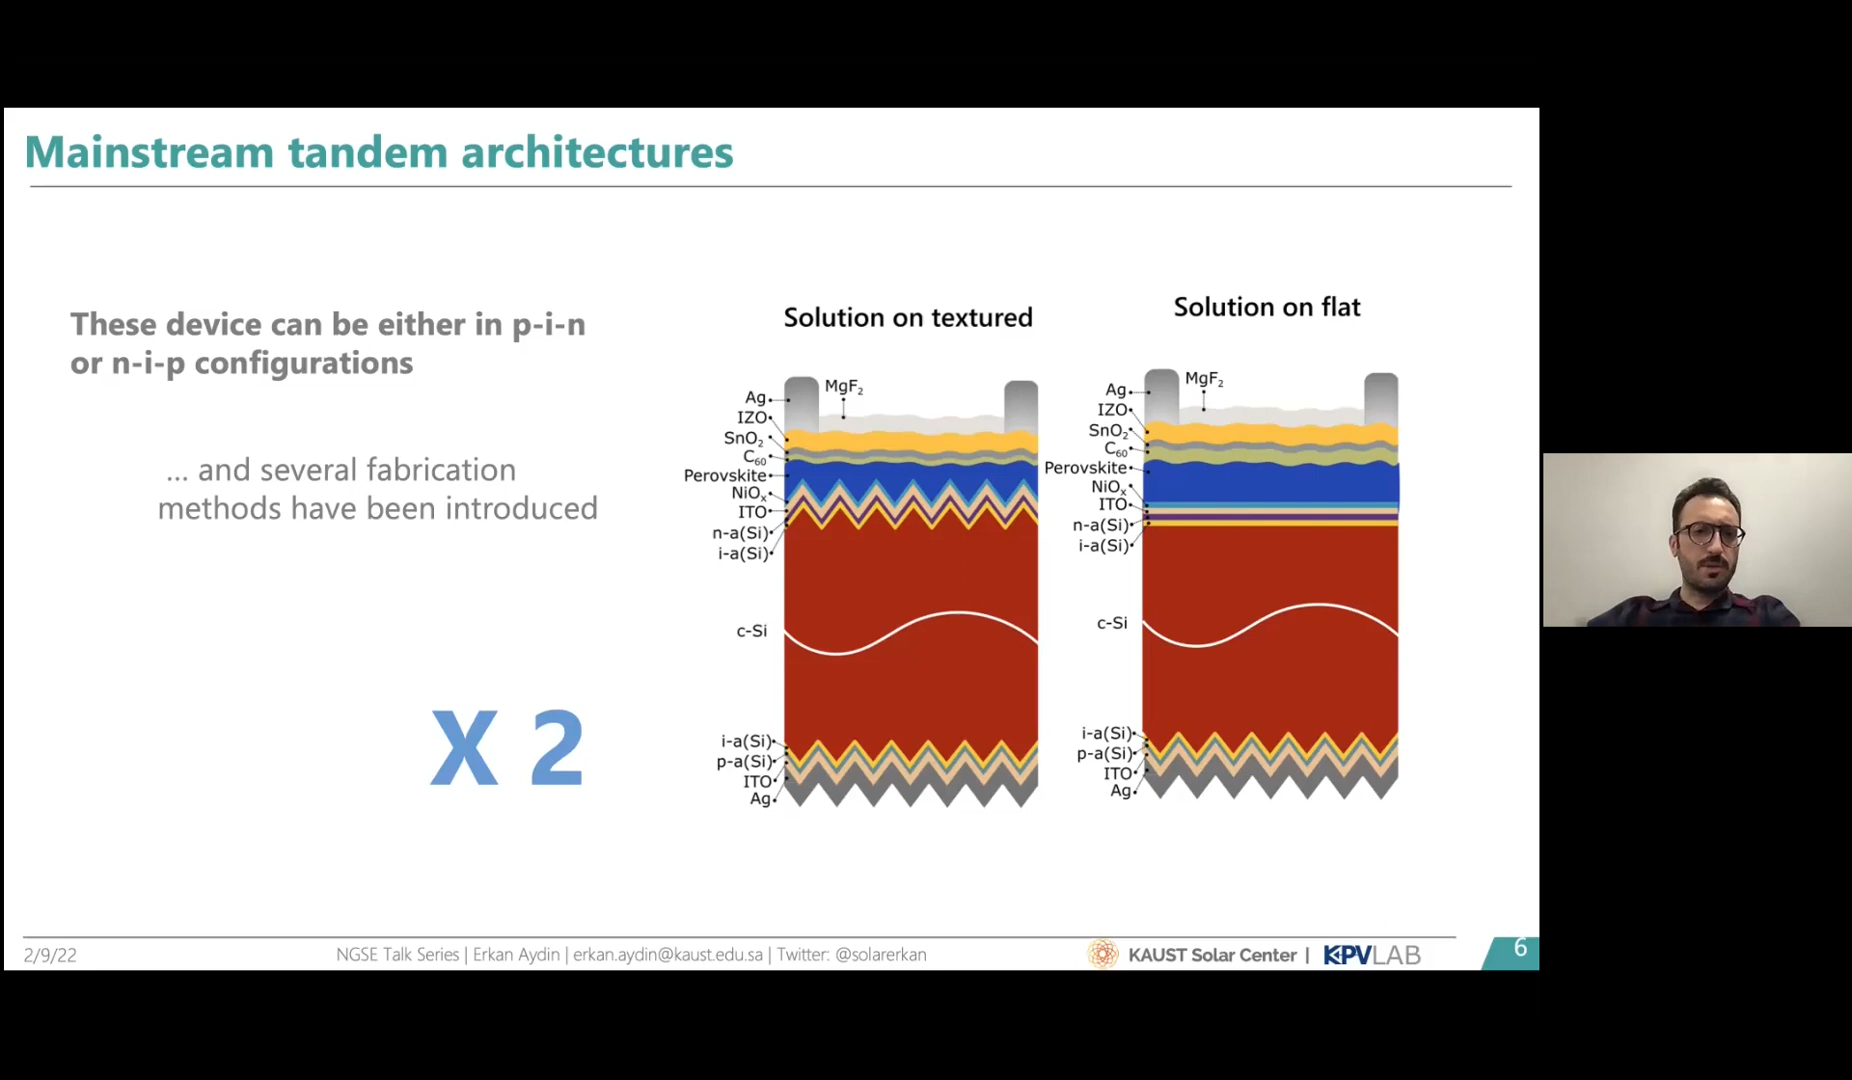 Mainstream tandem architectures
These device can be either in p-i-n
or n-i-p configurations
... and several fabrication
methods have been introduced
X 2
Solution on textured
MgF2
Ag
IZO
SnO2
C60
Perovskite
NiOx
ITO
n-a(Si)
i-a(Si)
c-Si
i-a(Si)
p-a(Si)
ITO
Ag
Solution on flat
MgF2
Ag
IZO
SnO2
C60
Perovskite
NiOx
ITO
n-a(Si)
i-a(Si)
c-Si
i-a(Si)
p-a(Si)
ITO
Ag
2/9/22
NGSE Talk Series | Erkan Aydin | erkan.aydin@kaust.edu.sa | Twitter: @solarerkan
KAUST Solar Center | KPVLAB
6